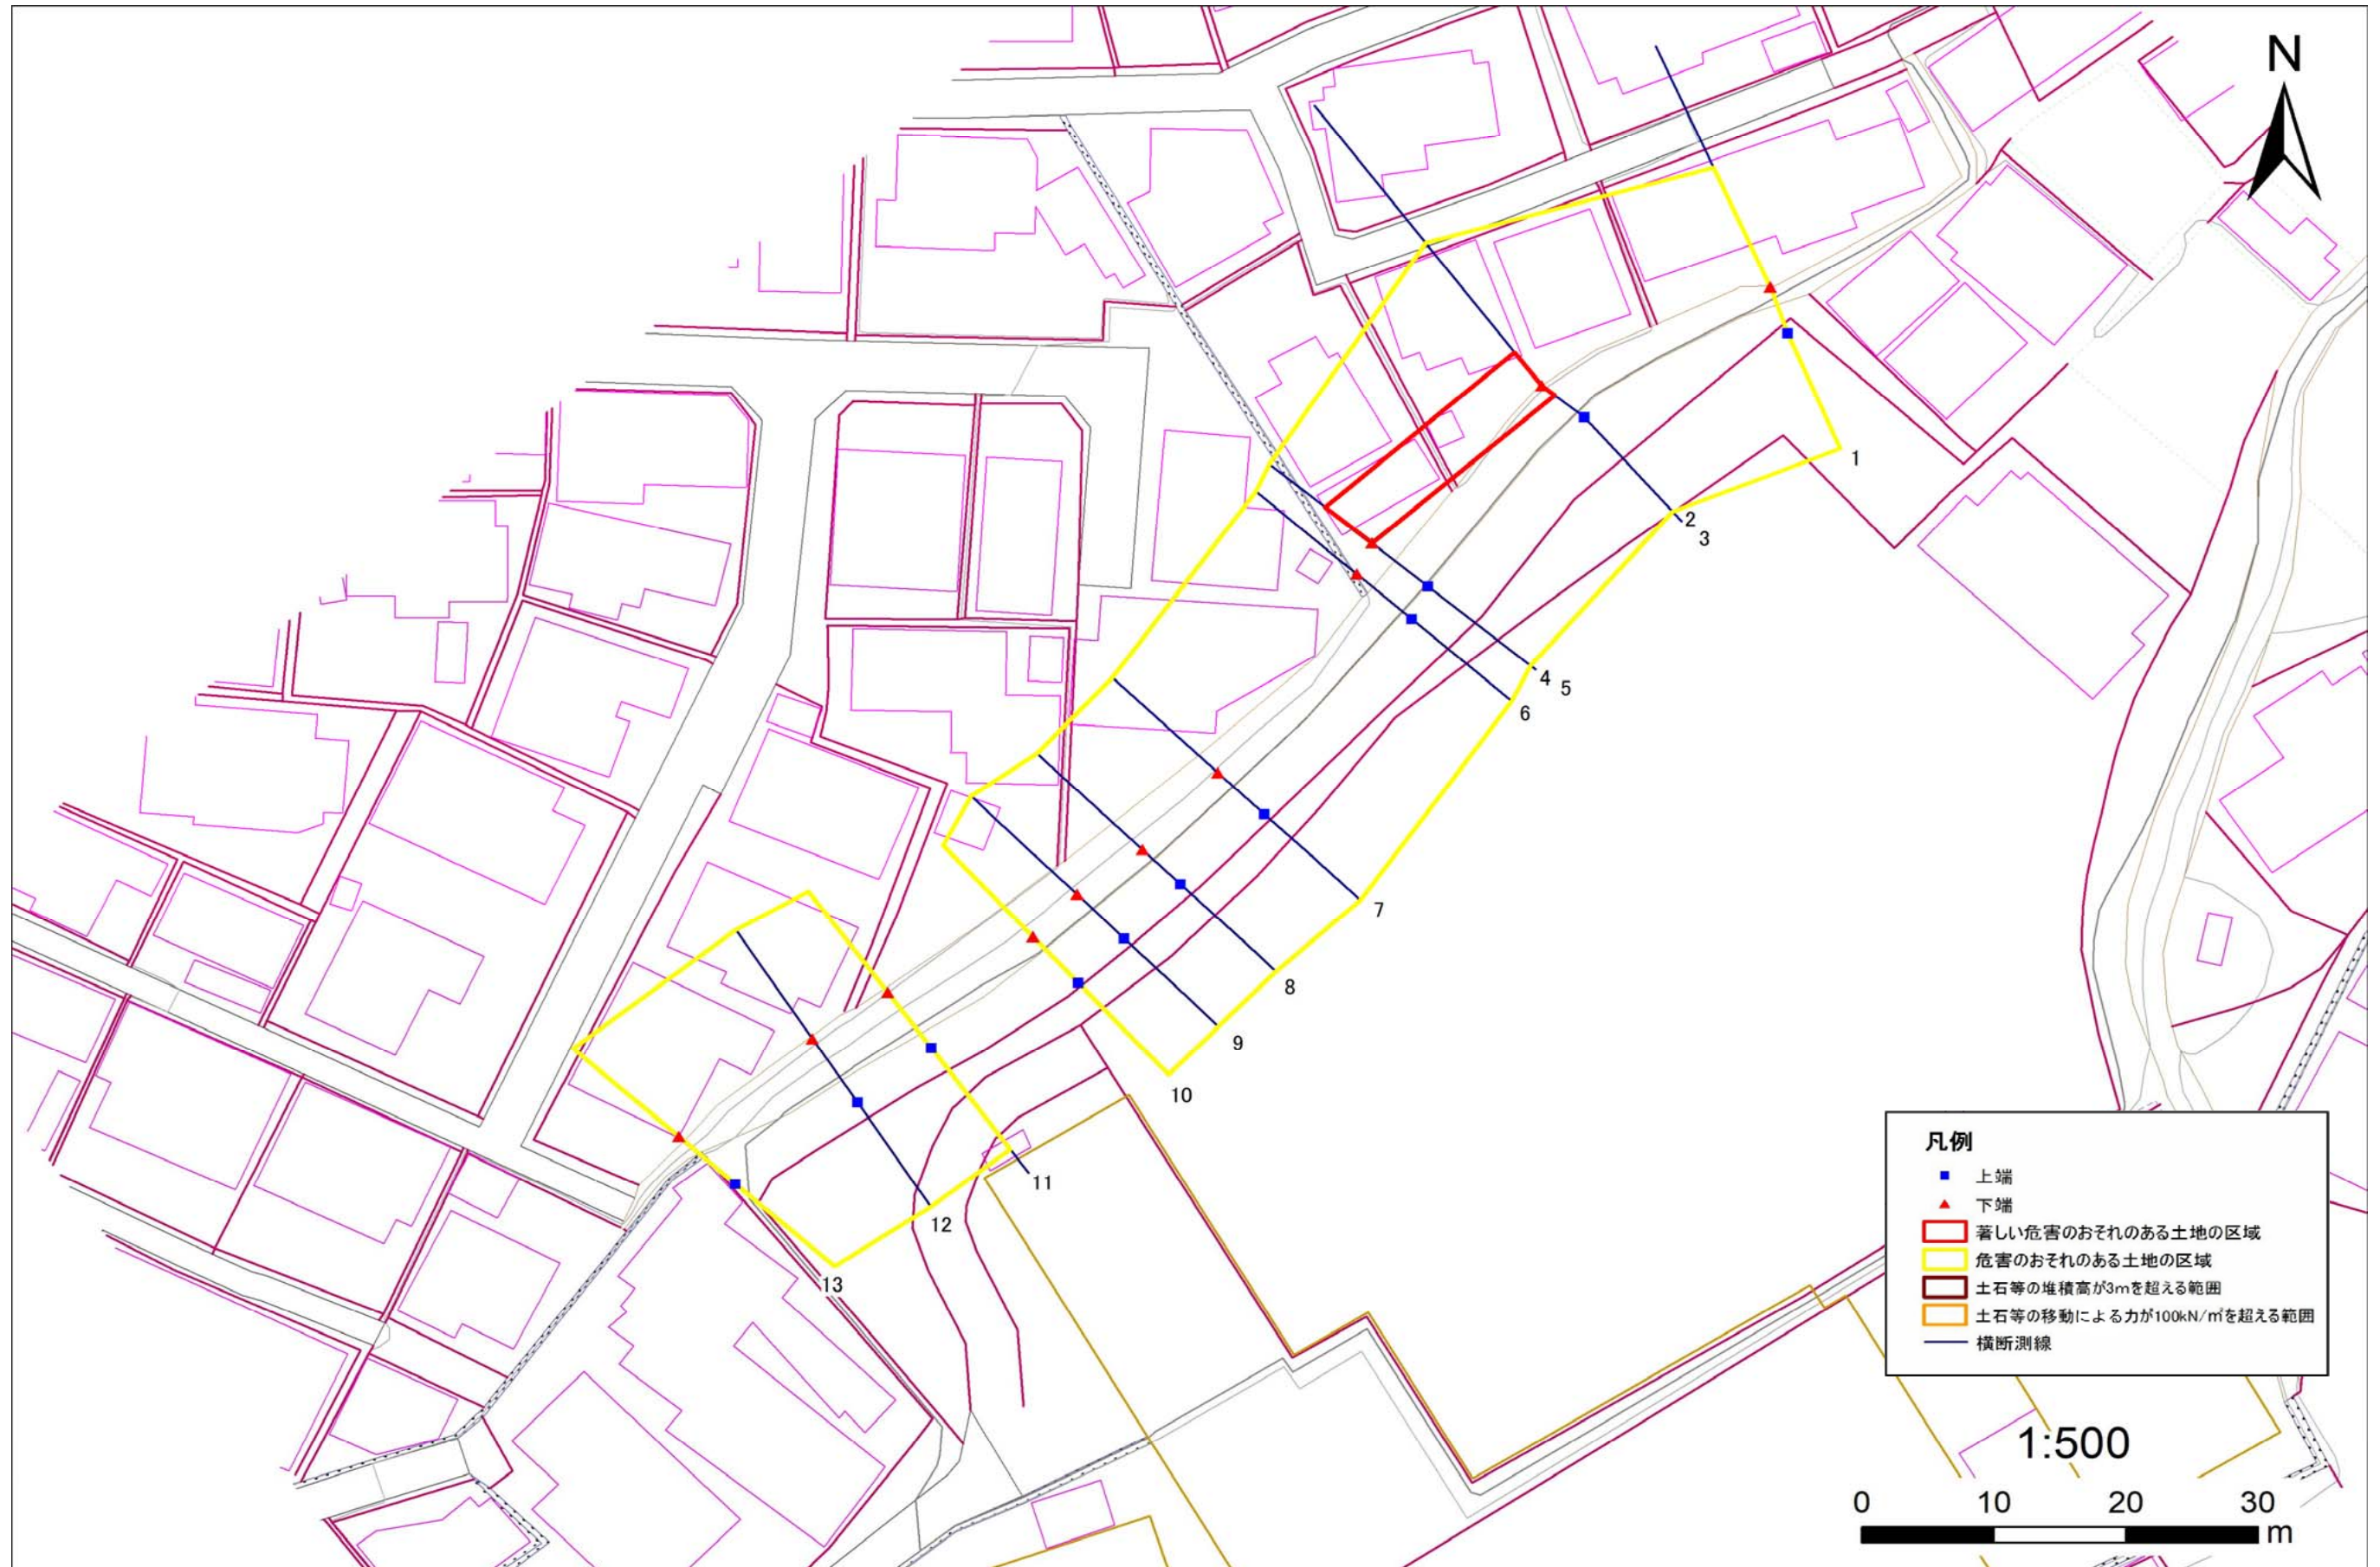 N
1
2
3
4
5
6
7
8
9
10
11
12
13
凡例
上端
下端
著しい危害のおそれのある土地の区域
危害のおそれのある土地の区域
土石等の堆積高が3mを超える範囲
土石等の移動による力が100kN/㎡を超える範囲
横断測線
1:500
0 10 20 30
m